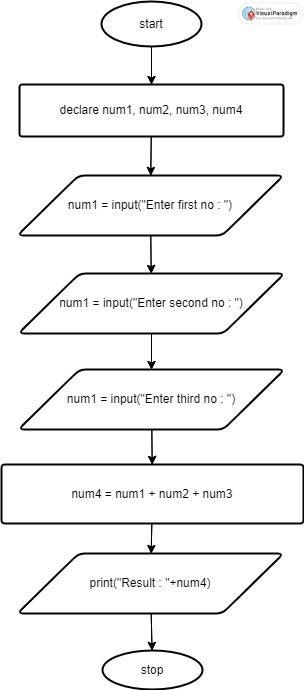 VisualParadigm
start
declare num1, num2, num3, num4
num1 = input("Enter first no : ")
num1 = input("Enter second no : ")
num1 = input("Enter third no : ")
num4 = num1 + num2 + num3
print("Result : "+num4)
stop